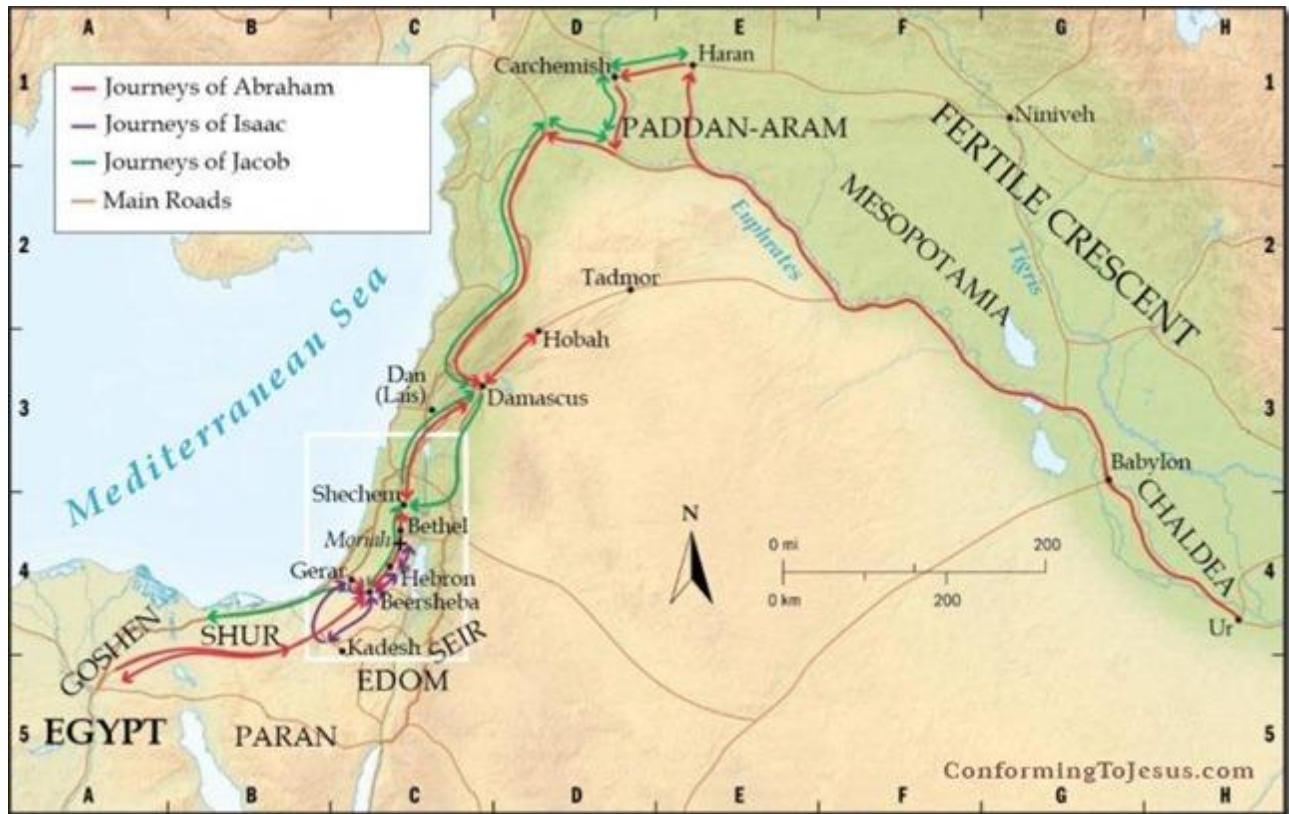 A B C D E F G H
Journeys of Abraham
Journeys of Isaac
Journeys of Jacob
Main Roads
1
1
Carchemish
Haran
PADDAN-ARAM
Niniveh
FERTILE CRESCENT
MESOPOTAMIA
Euphrates
Tigris
2
2
Tadmor
Hobah
Mediterranean Sea
Dan
(Lais)
Damascus
3
3
Babylon
CHALDEA
Ur
Shechem
Bethel
Moriah
Gerar
Hebron
Beersheba
N
0 mi 200
0 km 200
4
4
GOSHEN
SHUR
Kadesh
SEIR
EDOM
5
5
EGYPT
PARAN
ConformingToJesus.com
A B C D E F G H